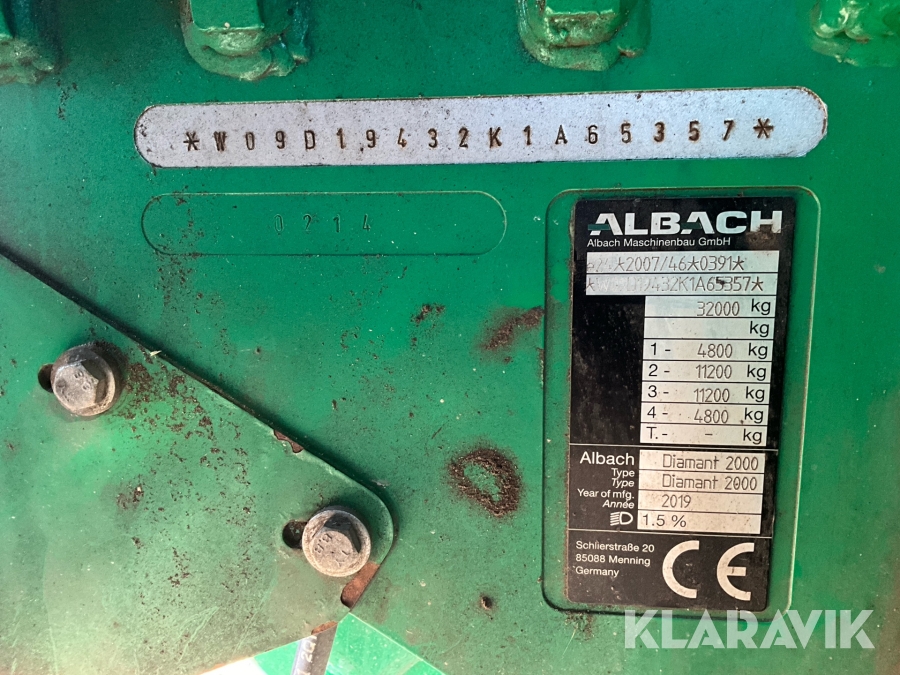 *W09D19432K1A65357*
0214
ALBACH
Albach Maschinenbau GmbH
*2007/46*0391*
32000 kg
kg
1 - 4800 kg
2 - 11200 kg
3 - 11200 kg
4 - 4800 kg
T. - - kg
Albach Diamant 2000
Type
Type Diamant 2000
Year of mfg.
Année 2019
1.5 %
Schlierstraße 20
85088 Menning
Germany
CE
KLARAVIK